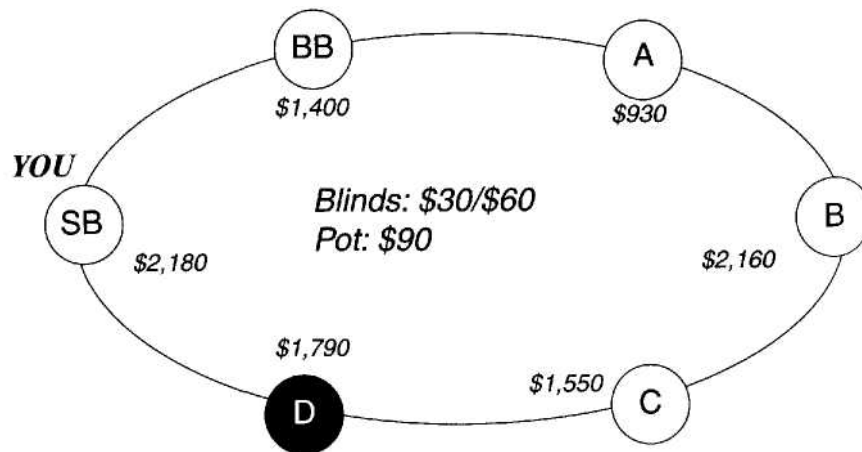 BB
A
$1,400
$930
YOU
SB
Blinds: $30/$60
B
Pot: $90
$2,180
$2,160
$1,790
$1,550
D
C